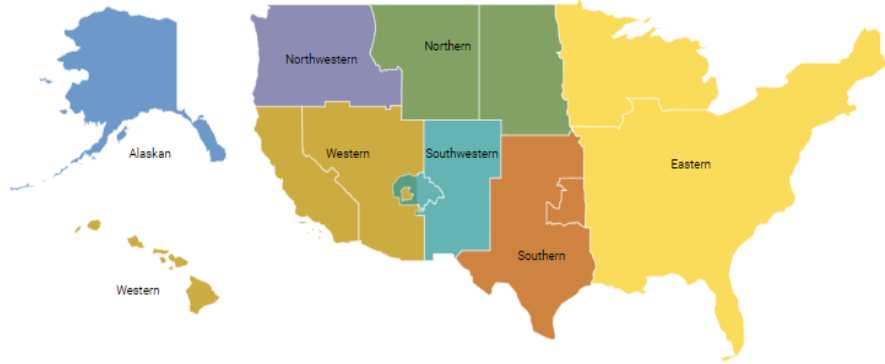 Northwestern
Northern
Alaskan
Western
Southwestern
Eastern
Southern
Western